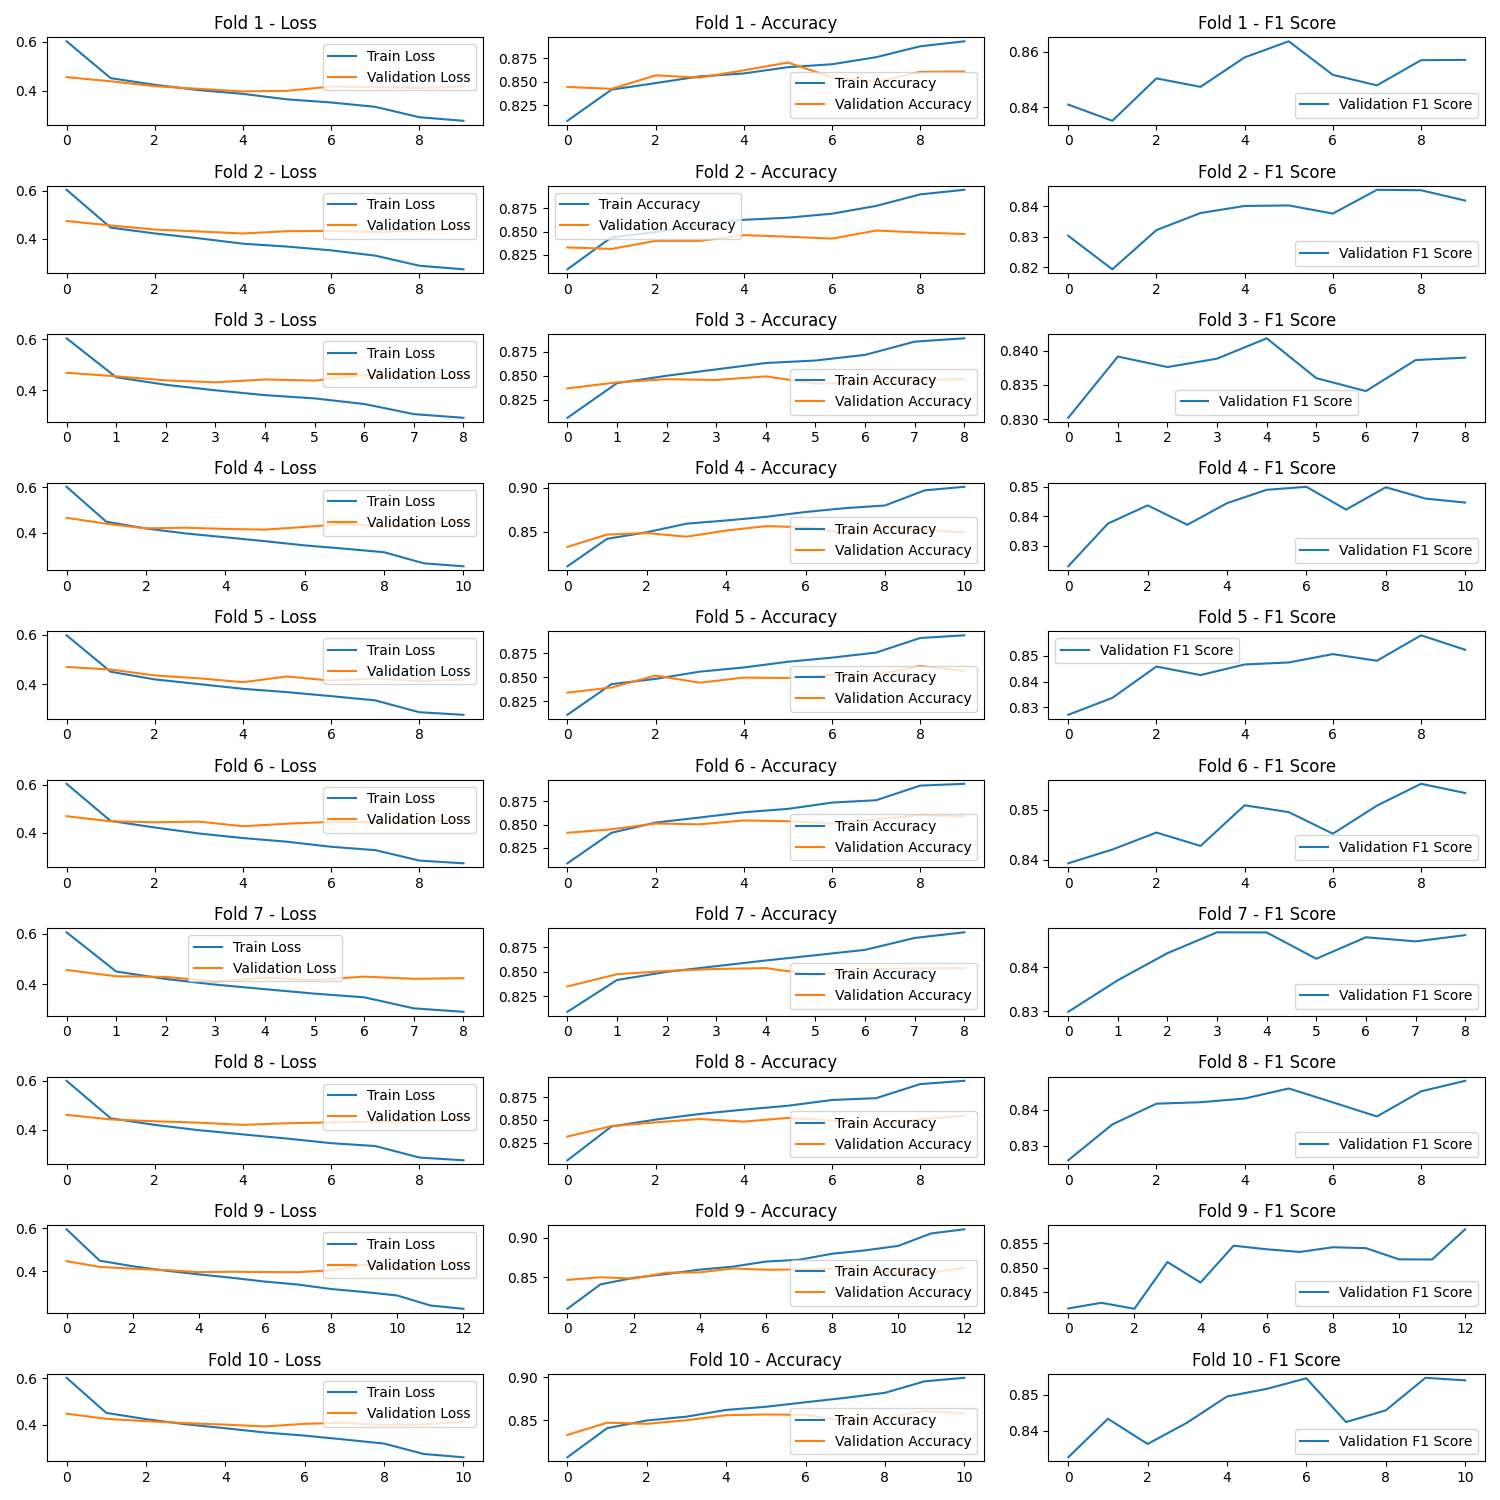 Fold 1 - Loss
0.6
0.4
Train Loss
Validation Loss
0 2 4 6 8
Fold 1 - Accuracy
0.875
0.850
0.825
Train Accuracy
Validation Accuracy
0 2 4 6 8
Fold 1 - F1 Score
0.86
0.84
Validation F1 Score
0 2 4 6 8
Fold 2 - Loss
0.6
0.4
Train Loss
Validation Loss
0 2 4 6 8
Fold 2 - Accuracy
0.875
0.850
0.825
Train Accuracy
Validation Accuracy
0 2 4 6 8
Fold 2 - F1 Score
0.84
0.83
0.82
Validation F1 Score
0 2 4 6 8
Fold 3 - Loss
0.6
0.4
Train Loss
Validation Loss
0 1 2 3 4 5 6 7 8
Fold 3 - Accuracy
0.875
0.850
0.825
Train Accuracy
Validation Accuracy
0 1 2 3 4 5 6 7 8
Fold 3 - F1 Score
0.840
0.835
0.830
Validation F1 Score
0 1 2 3 4 5 6 7 8
Fold 4 - Loss
0.6
0.4
Train Loss
Validation Loss
0 2 4 6 8 10
Fold 4 - Accuracy
0.90
0.85
Train Accuracy
Validation Accuracy
0 2 4 6 8 10
Fold 4 - F1 Score
0.85
0.84
0.83
Validation F1 Score
0 2 4 6 8 10
Fold 5 - Loss
0.6
0.4
Train Loss
Validation Loss
0 2 4 6 8
Fold 5 - Accuracy
0.875
0.850
0.825
Train Accuracy
Validation Accuracy
0 2 4 6 8
Fold 5 - F1 Score
0.85
0.84
0.83
Validation F1 Score
0 2 4 6 8
Fold 6 - Loss
0.6
0.4
Train Loss
Validation Loss
0 2 4 6 8
Fold 6 - Accuracy
0.875
0.850
0.825
Train Accuracy
Validation Accuracy
0 2 4 6 8
Fold 6 - F1 Score
0.85
0.84
Validation F1 Score
0 2 4 6 8
Fold 7 - Loss
0.6
0.4
Train Loss
Validation Loss
0 1 2 3 4 5 6 7 8
Fold 7 - Accuracy
0.875
0.850
0.825
Train Accuracy
Validation Accuracy
0 1 2 3 4 5 6 7 8
Fold 7 - F1 Score
0.84
0.83
Validation F1 Score
0 1 2 3 4 5 6 7 8
Fold 8 - Loss
0.6
0.4
Train Loss
Validation Loss
0 2 4 6 8
Fold 8 - Accuracy
0.875
0.850
0.825
Train Accuracy
Validation Accuracy
0 2 4 6 8
Fold 8 - F1 Score
0.84
0.83
Validation F1 Score
0 2 4 6 8
Fold 9 - Loss
0.6
0.4
Train Loss
Validation Loss
0 2 4 6 8 10 12
Fold 9 - Accuracy
0.90
0.85
Train Accuracy
Validation Accuracy
0 2 4 6 8 10 12
Fold 9 - F1 Score
0.855
0.850
0.845
Validation F1 Score
0 2 4 6 8 10 12
Fold 10 - Loss
0.6
0.4
Train Loss
Validation Loss
0 2 4 6 8 10
Fold 10 - Accuracy
0.90
0.85
Train Accuracy
Validation Accuracy
0 2 4 6 8 10
Fold 10 - F1 Score
0.85
0.84
Validation F1 Score
0 2 4 6 8 10